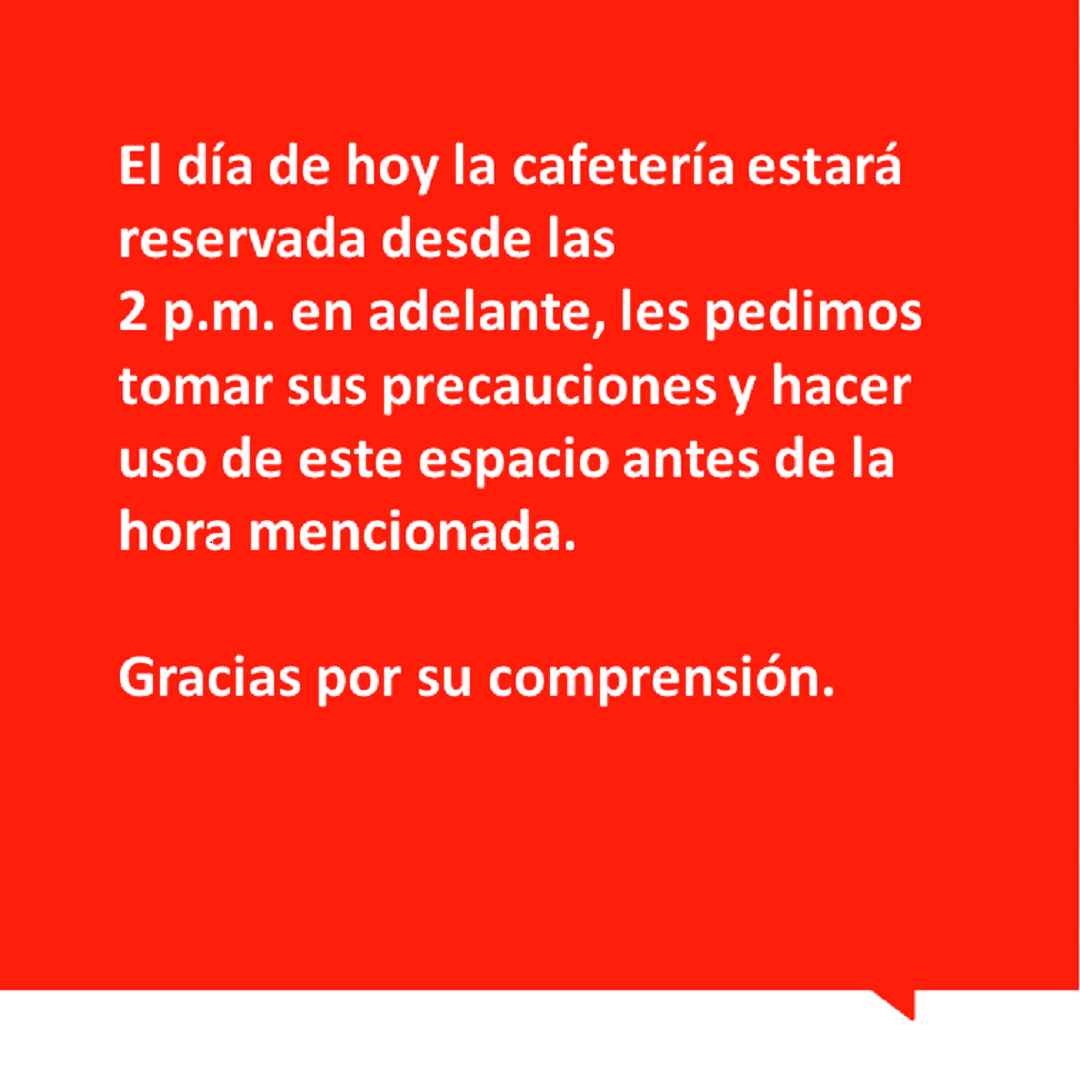 El día de hoy la cafetería estará
reservada desde las
2 p.m. en adelante, les pedimos
tomar sus precauciones y hacer
uso de este espacio antes de la
hora mencionada.
Gracias por su comprensión.